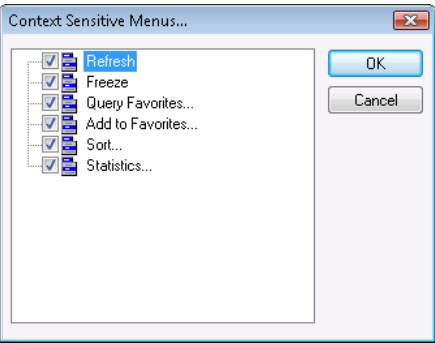 Context Sensitive Menus...
Refresh
Freeze
Query Favorites...
Add to Favorites...
Sort...
Statistics...
OK
Cancel